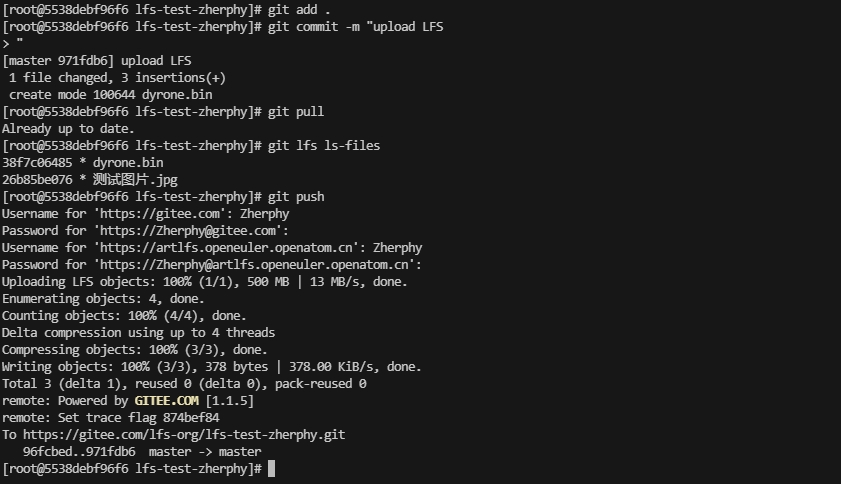 [root@5538debf96f6 lfs-test-zherphy]# git add .
[root@5538debf96f6 lfs-test-zherphy]# git commit -m "upload LFS
> "
[master 971fdb6] upload LFS
 1 file changed, 3 insertions(+)
 create mode 100644 dyrone.bin
[root@5538debf96f6 lfs-test-zherphy]# git pull
Already up to date.
[root@5538debf96f6 lfs-test-zherphy]# git lfs ls-files
38f7c06485 * dyrone.bin
26b85be076 * 测试图片.jpg
[root@5538debf96f6 lfs-test-zherphy]# git push
Username for 'https://gitee.com': Zherphy
Password for 'https://Zherphy@gitee.com':
Username for 'https://artlfs.openeuler.openatom.cn': Zherphy
Password for 'https://Zherphy@artlfs.openeuler.openatom.cn':
Uploading LFS objects: 100% (1/1), 500 MB | 13 MB/s, done.
Enumerating objects: 4, done.
Counting objects: 100% (4/4), done.
Delta compression using up to 4 threads
Compressing objects: 100% (3/3), done.
Writing objects: 100% (3/3), 378 bytes | 378.00 KiB/s, done.
Total 3 (delta 1), reused 0 (delta 0), pack-reused 0
remote: Powered by GITEE.COM [1.1.5]
remote: Set trace flag 874bef84
To https://gitee.com/lfs-org/lfs-test-zherphy.git
   96fcbed..971fdb6  master -> master
[root@5538debf96f6 lfs-test-zherphy]#